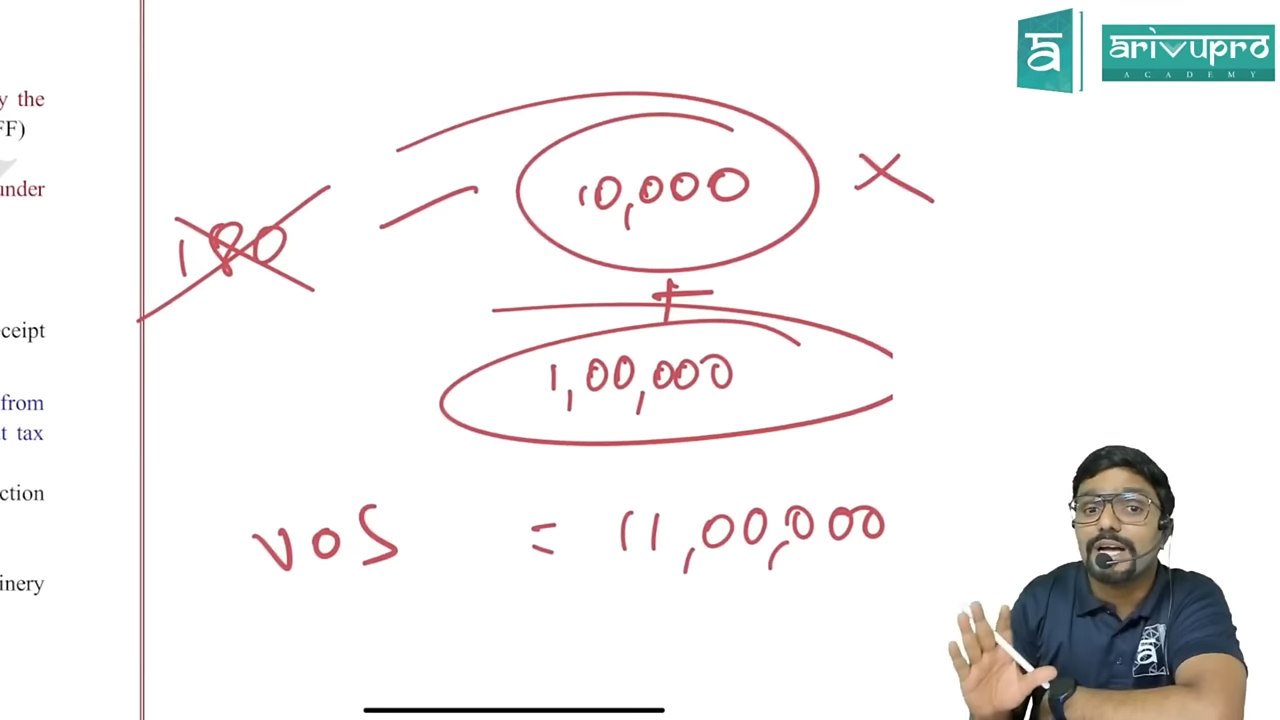 ā arivupro
ACADEMY
y the
FF)
under
10,000 ×
180
+
1,00,000
eceipt
from
t tax
ction
VOS = 11,00,000
inery